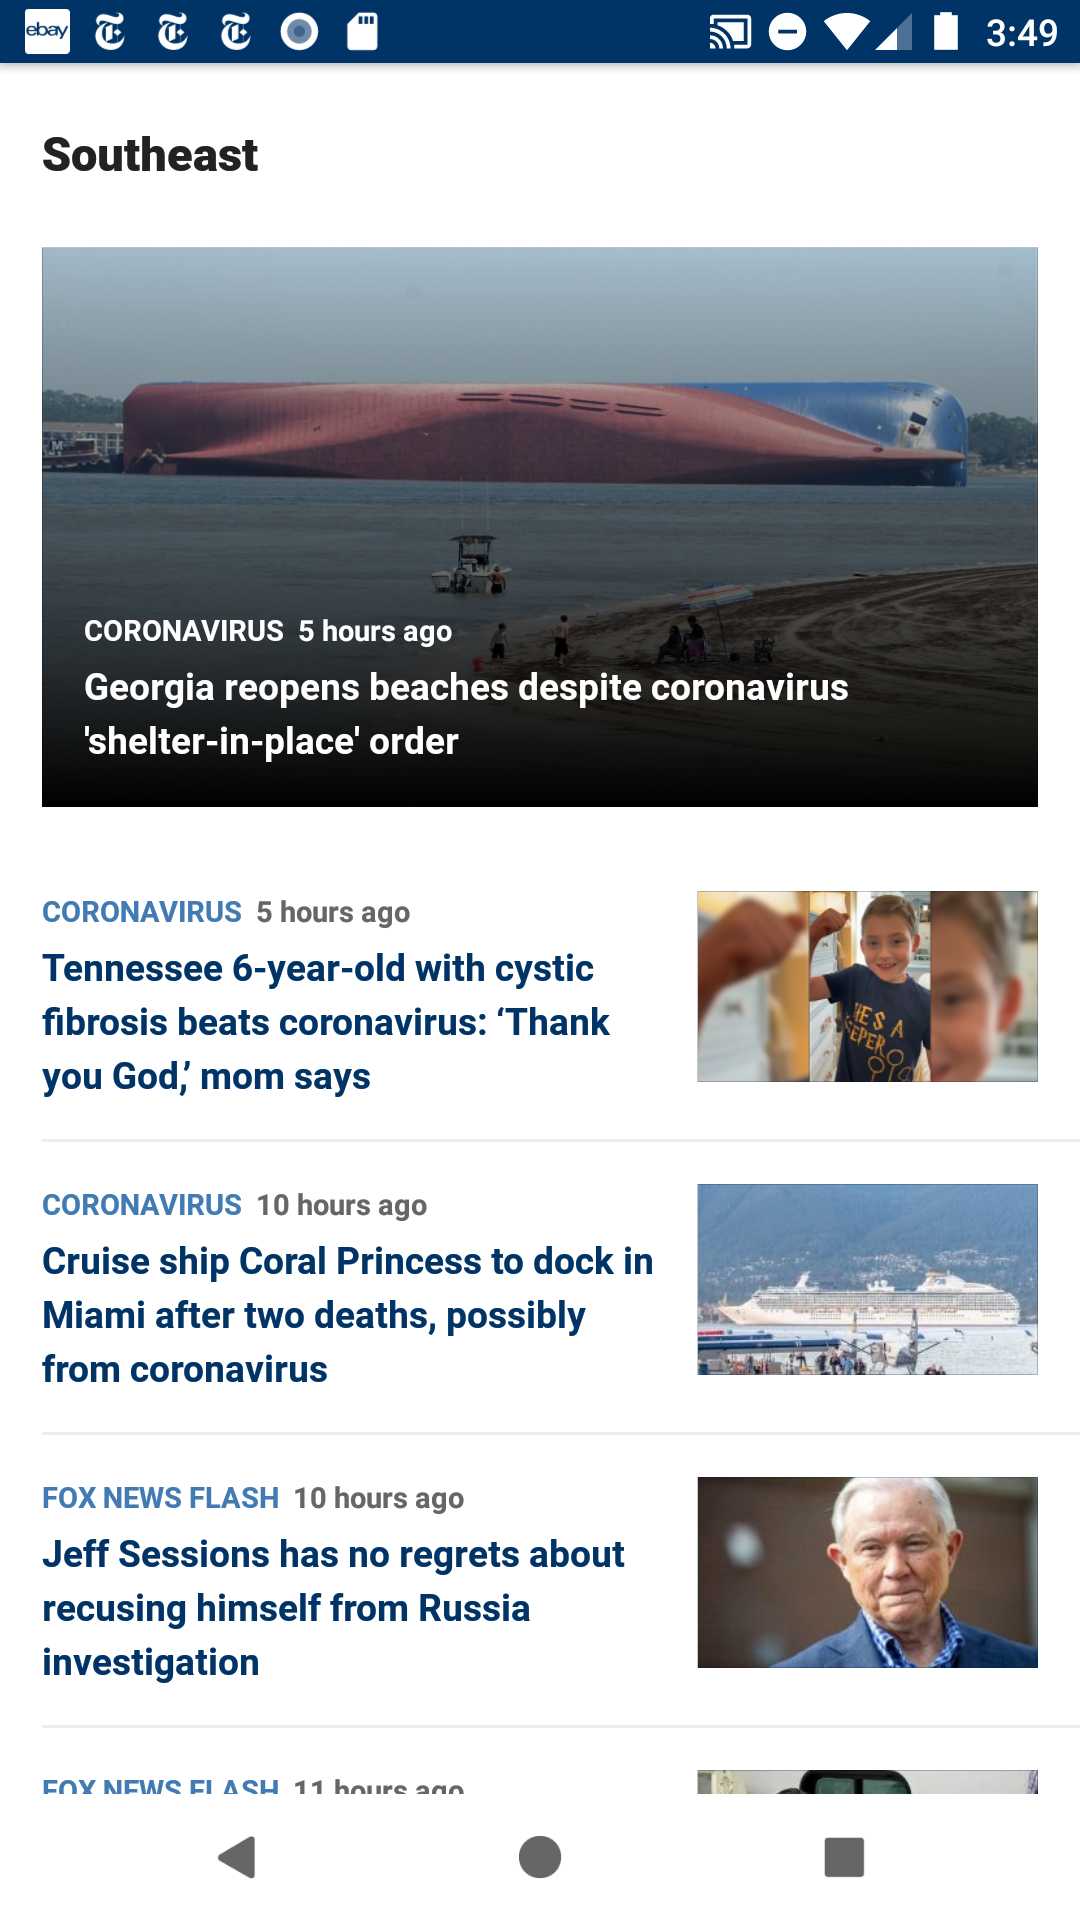 ebay
3:49
Southeast
CORONAVIRUS 5 hours ago
Georgia reopens beaches despite coronavirus
'shelter-in-place' order
CORONAVIRUS 5 hours ago
Tennessee 6-year-old with cystic
fibrosis beats coronavirus: ‘Thank
you God,’ mom says
HE'S A
CORONAVIRUS 10 hours ago
Cruise ship Coral Princess to dock in
Miami after two deaths, possibly
from coronavirus
FOX NEWS FLASH 10 hours ago
Jeff Sessions has no regrets about
recusing himself from Russia
investigation
FOX NEWS FLASH 11 hours ago